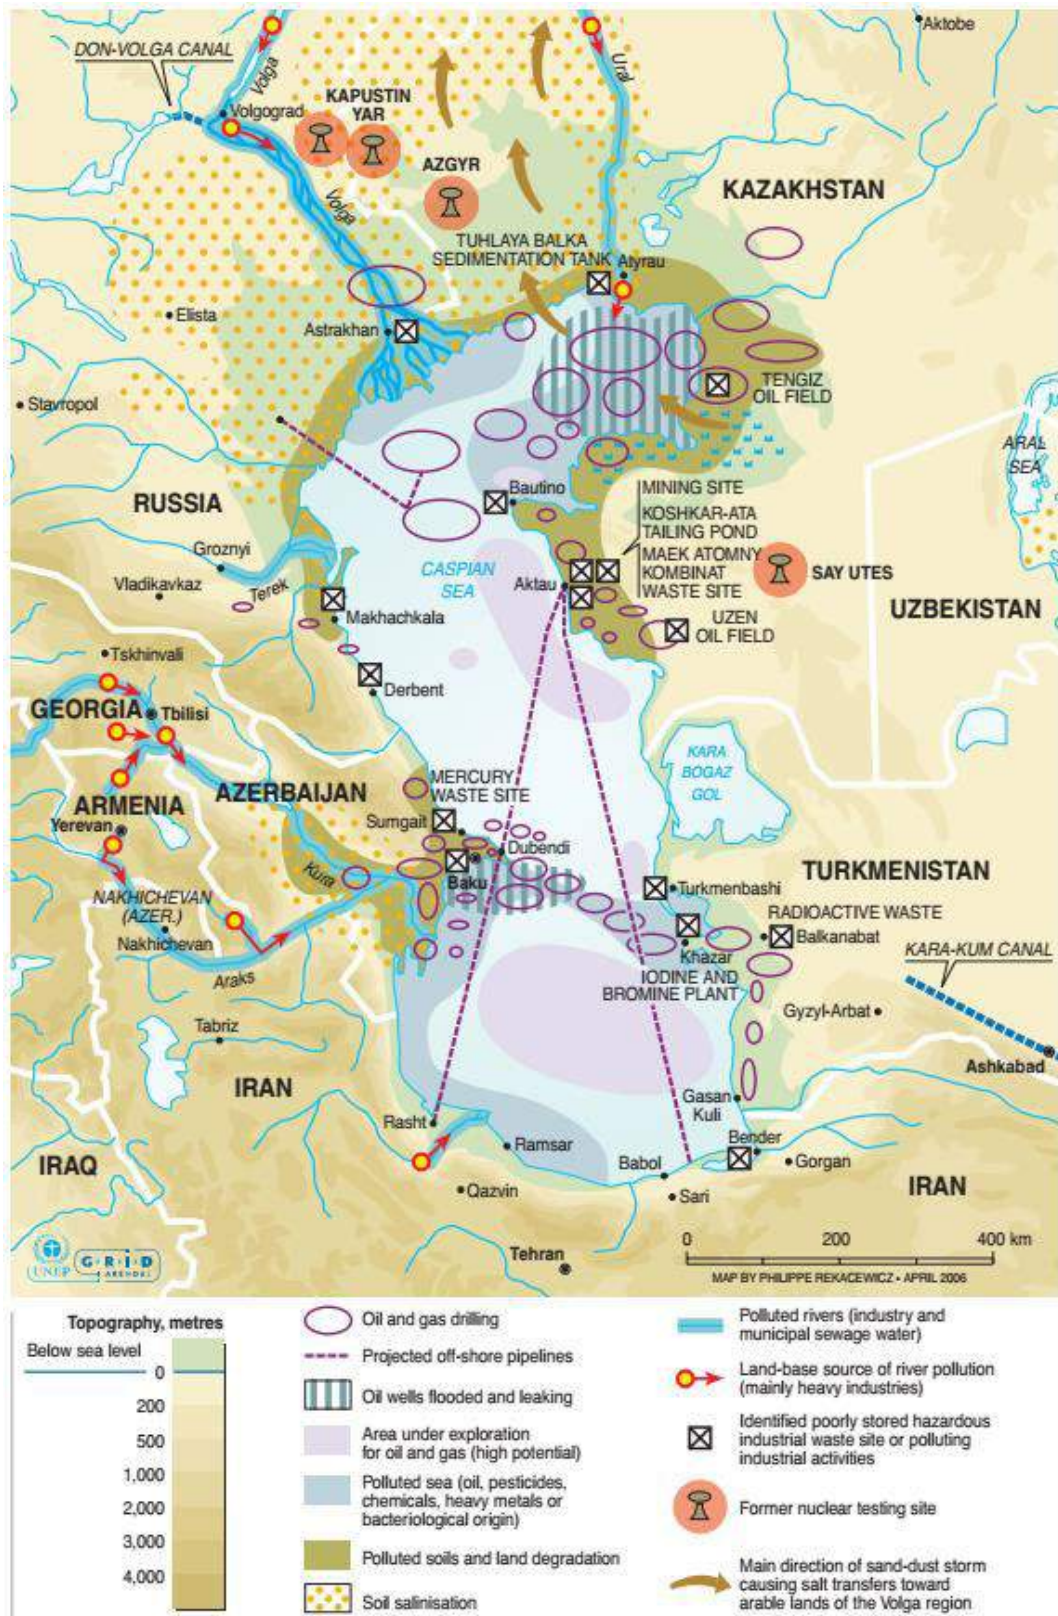 DON-VOLGA CANAL
Volga
Ural
Aktobe
Volgograd
KAPUSTIN
YAR
AZGYR
Volga
KAZAKHSTAN
TUHLAYA BALKA
SEDIMENTATION TANK
Atyrau
Elista
Astrakhan
TENGIZ
OIL FIELD
Stavropol
ARAL
SEA
RUSSIA
Bautino
MINING SITE
KOSHKAR-ATA
TAILING POND
MAEK ATOMNY
KOMBINAT
WASTE SITE
SAY UTES
Groznyi
Vladikavkaz
Terek
CASPIAN
SEA
Aktau
UZBEKISTAN
Makhachkala
UZEN
OIL FIELD
Tskhinvali
Derbent
GEORGIA
Tbilisi
KARA
BOGAZ
GOL
AZERBAIJAN
MERCURY
WASTE SITE
ARMENIA
Yerevan
Sumgait
Dubendi
Baku
Kura
TURKMENISTAN
Turkmenbashi
NAKHICHEVAN
(AZER.)
Nakhichevan
RADIOACTIVE WASTE
Balkanabat
Khazar
KARA-KUM CANAL
Araks
IODINE AND
BROMINE PLANT
Gyzyl-Arbat
Tabriz
Ashkabad
IRAN
Gasan
Kuli
Rasht
Ramsar
Bender
IRAQ
Babol
Gorgan
Qazvin
Sari
IRAN
UNEP
G·R·I·D
ARENDAL
Tehran
0 200 400 km
MAP BY PHILIPPE REKACEWICZ • APRIL 2006
Topography, metres
Below sea level
0
200
500
1,000
2,000
3,000
4,000
Oil and gas drilling
Projected off-shore pipelines
Oil wells flooded and leaking
Area under exploration
for oil and gas (high potential)
Polluted sea (oil, pesticides,
chemicals, heavy metals or
bacteriological origin)
Polluted soils and land degradation
Soil salinisation
Polluted rivers (industry and
municipal sewage water)
Land-base source of river pollution
(mainly heavy industries)
Identified poorly stored hazardous
industrial waste site or polluting
industrial activities
Former nuclear testing site
Main direction of sand-dust storm
causing salt transfers toward
arable lands of the Volga region